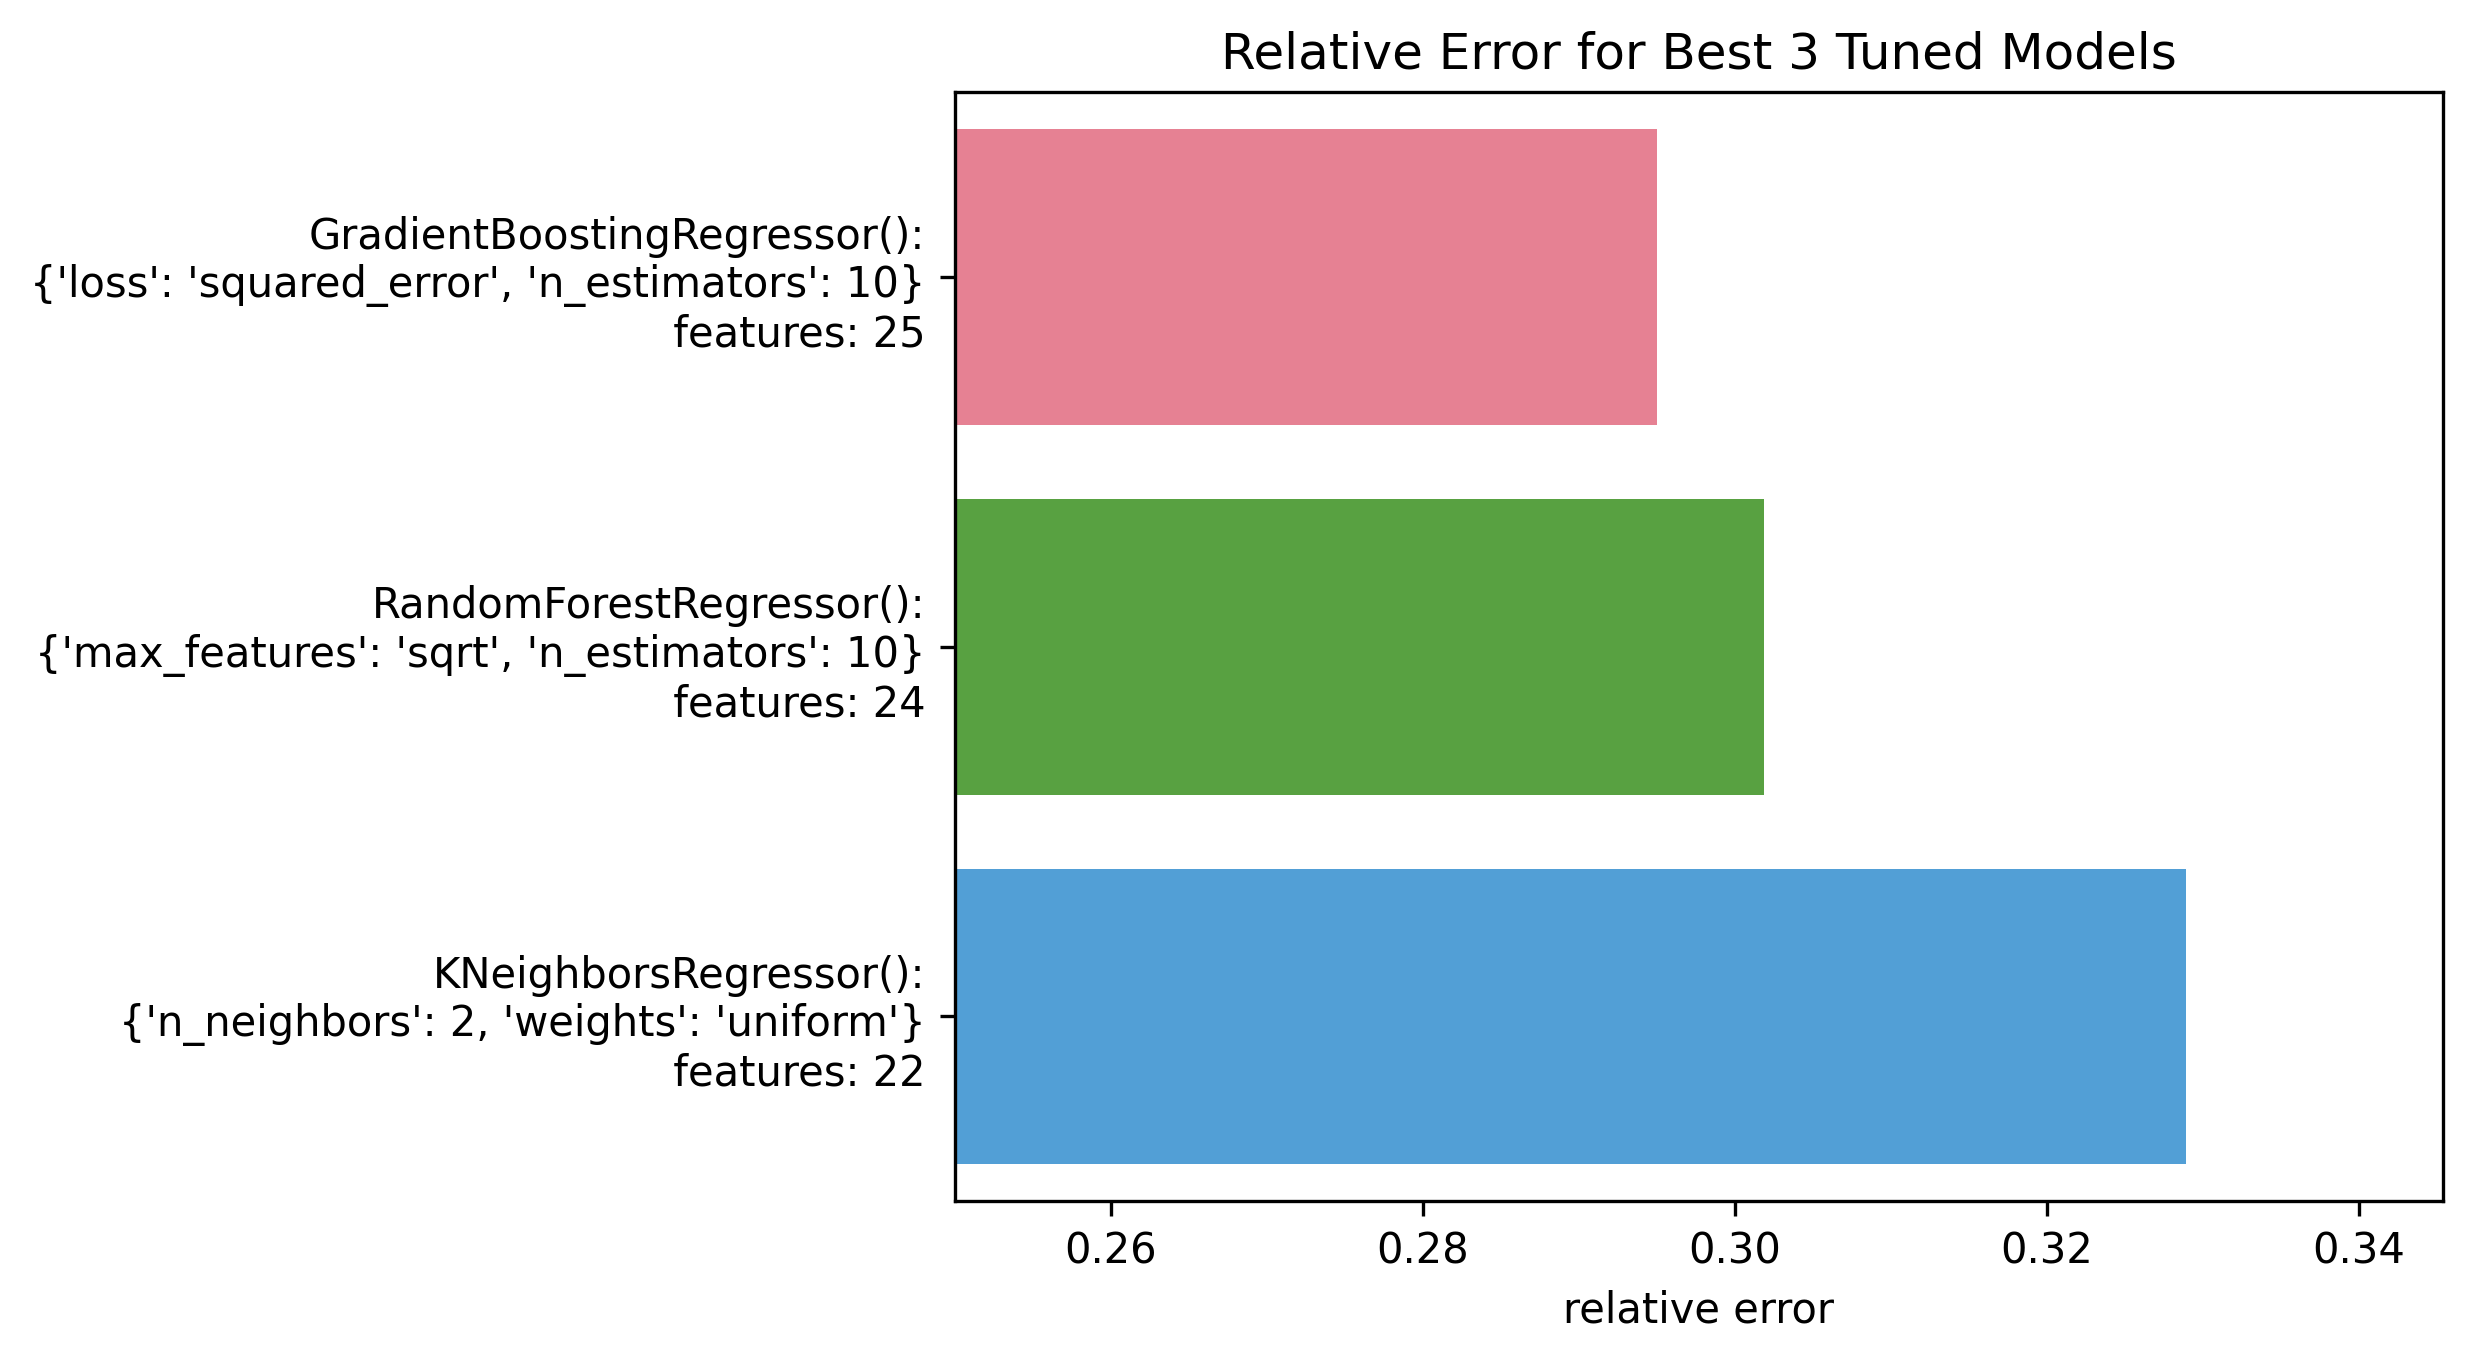 Relative Error for Best 3 Tuned Models
GradientBoostingRegressor():
{'loss': 'squared_error', 'n_estimators': 10}
features: 25
RandomForestRegressor():
{'max_features': 'sqrt', 'n_estimators': 10}
features: 24
KNeighborsRegressor():
{'n_neighbors': 2, 'weights': 'uniform'}
features: 22
0.26 0.28 0.30 0.32 0.34
relative error